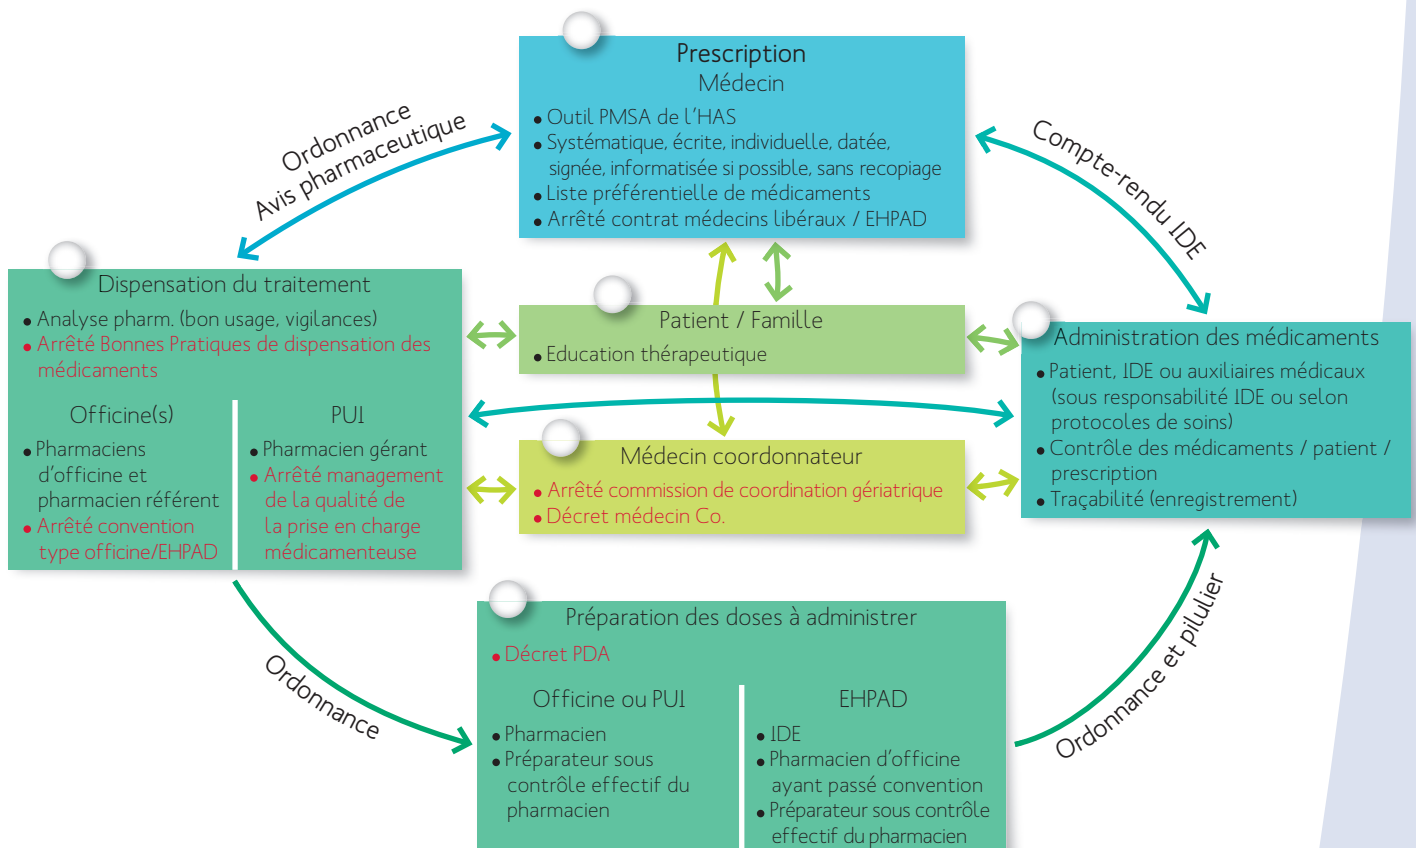 Prescription
Médecin
• Outil PMSA de l'HAS
• Systématique, écrite, individuelle, datée,
signée, informatisée si possible, sans recopiage
• Liste préférentielle de médicaments
• Arrêté contrat médecins libéraux / EHPAD
Ordonnance
Avis pharmaceutique
Compte-rendu IDE
Dispensation du traitement
• Analyse pharm. (bon usage, vigilances)
• Arrêté Bonnes Pratiques de dispensation des
médicaments
Officine(s)
• Pharmaciens
d'officine et
pharmacien référent
• Arrêté convention
type officine/EHPAD
PUI
• Pharmacien gérant
• Arrêté management
de la qualité de
la prise en charge
médicamenteuse
Patient / Famille
• Education thérapeutique
Médecin coordonnateur
• Arrêté commission de coordination gériatrique
• Décret médecin Co.
Administration des médicaments
• Patient, IDE ou auxiliaires médicaux
(sous responsabilité IDE ou selon
protocoles de soins)
• Contrôle des médicaments / patient /
prescription
• Traçabilité (enregistrement)
Ordonnance
Préparation des doses à administrer
• Décret PDA
Officine ou PUI
• Pharmacien
• Préparateur sous
contrôle effectif du
pharmacien
EHPAD
• IDE
• Pharmacien d'officine
ayant passé convention
• Préparateur sous contrôle
effectif du pharmacien
Ordonnance et pilulier